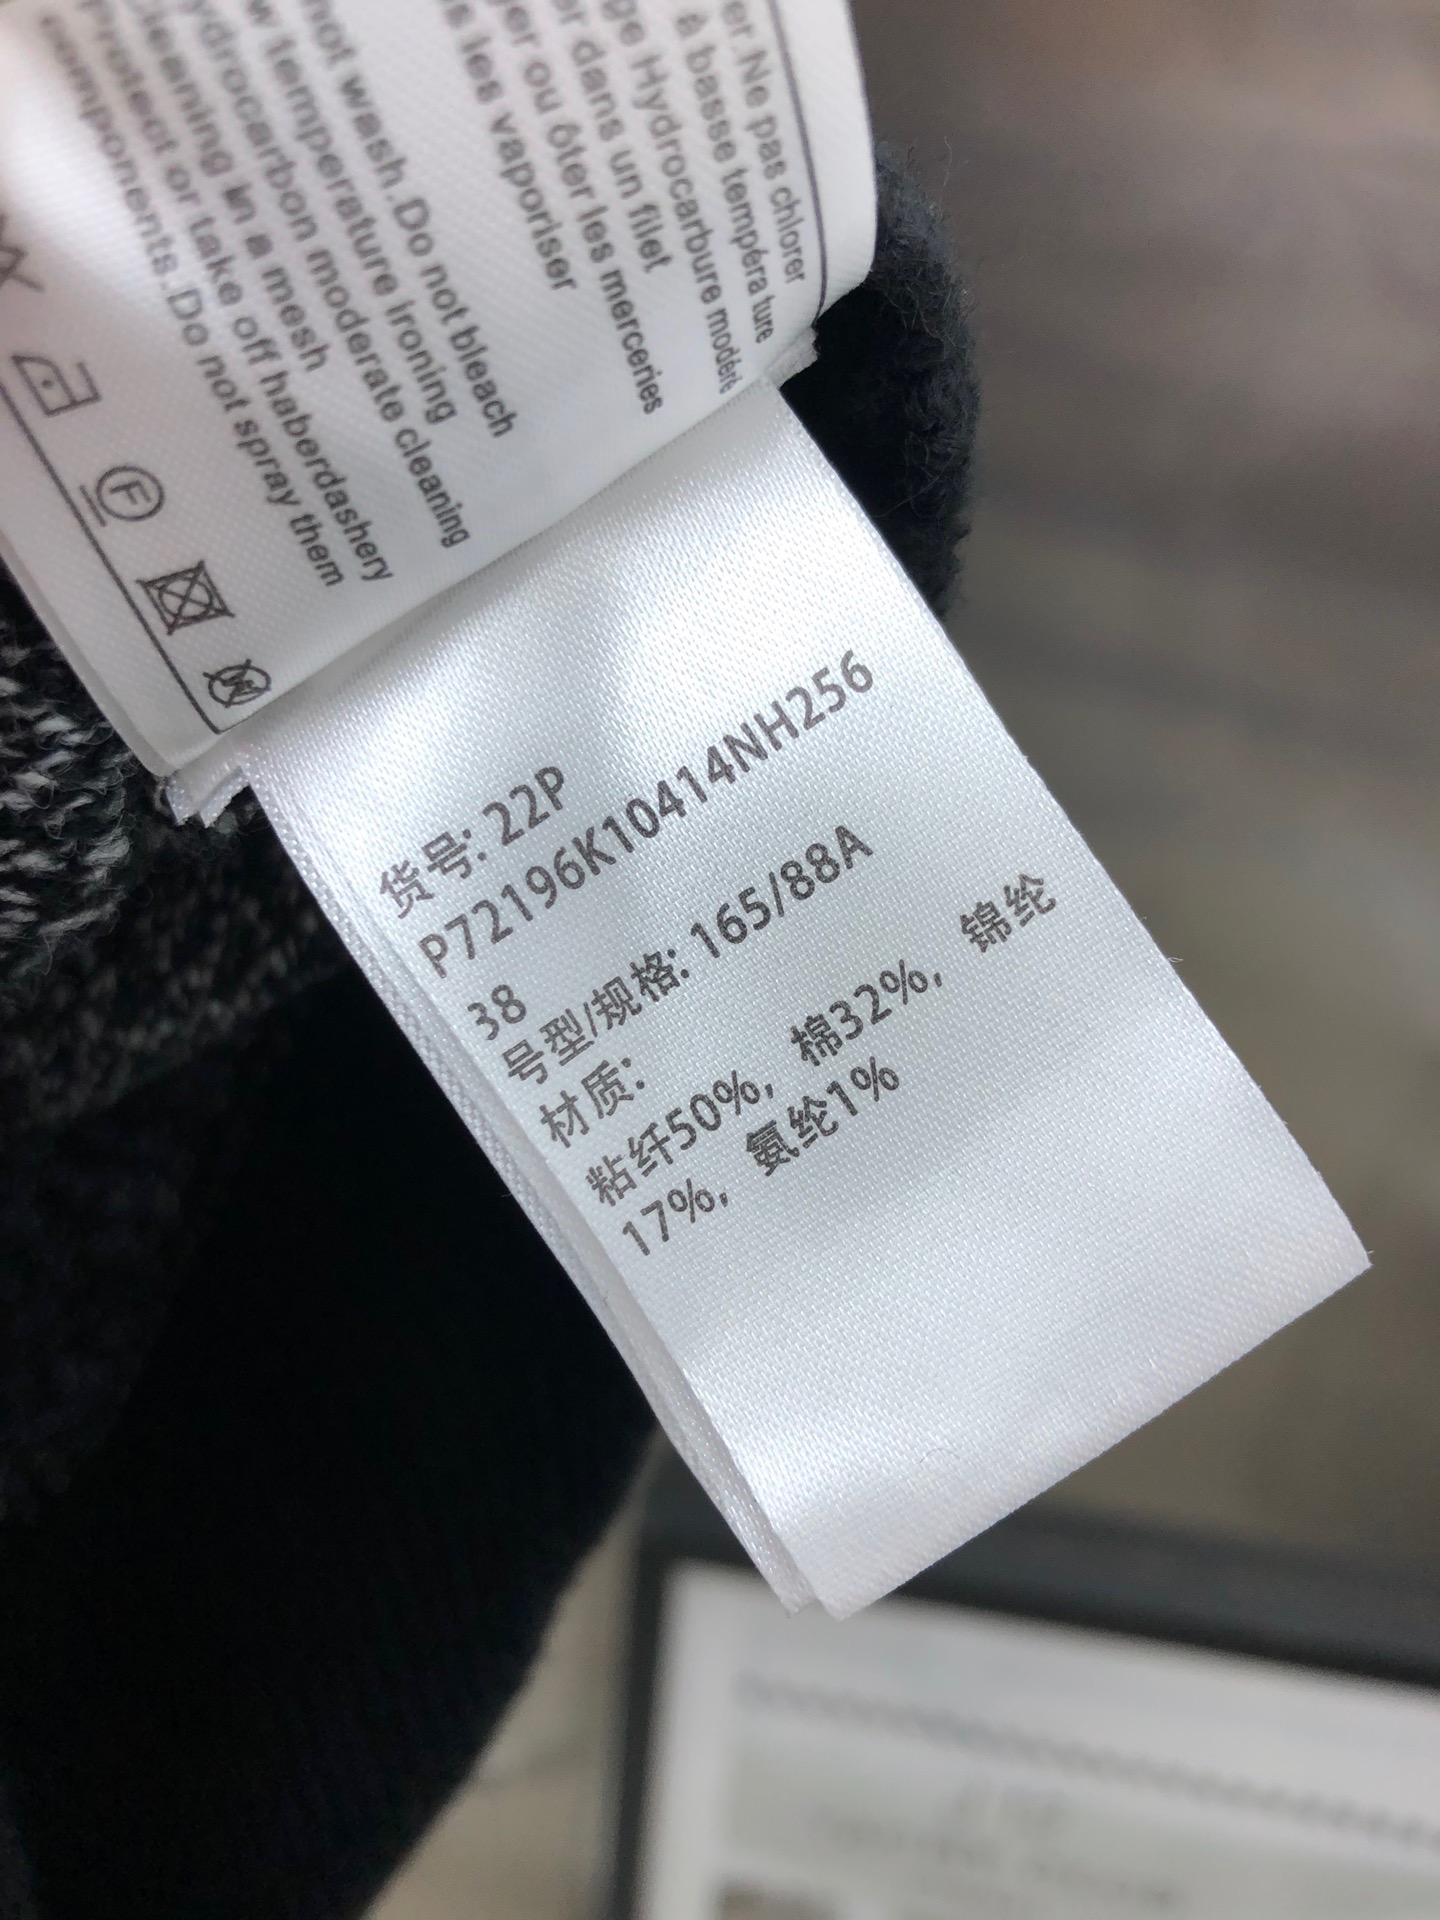 er.Ne pas chlorer
à basse tempéra ture
ge Hydrocarbure modéré
er dans un filet
ger ou ôter les merceries
s les vaporiser
not wash.Do not bleach
w temperature ironing
ydrocarbon moderate cleaning
Cleaning in a mesh
Protect or take off haberdashery
components.Do not spray them
F
W
货号: 22P
P72196K10414NH256
38
号型/规格: 165/88A
材质:
粘纤50%, 棉32%, 锦纶
17%, 氨纶1%